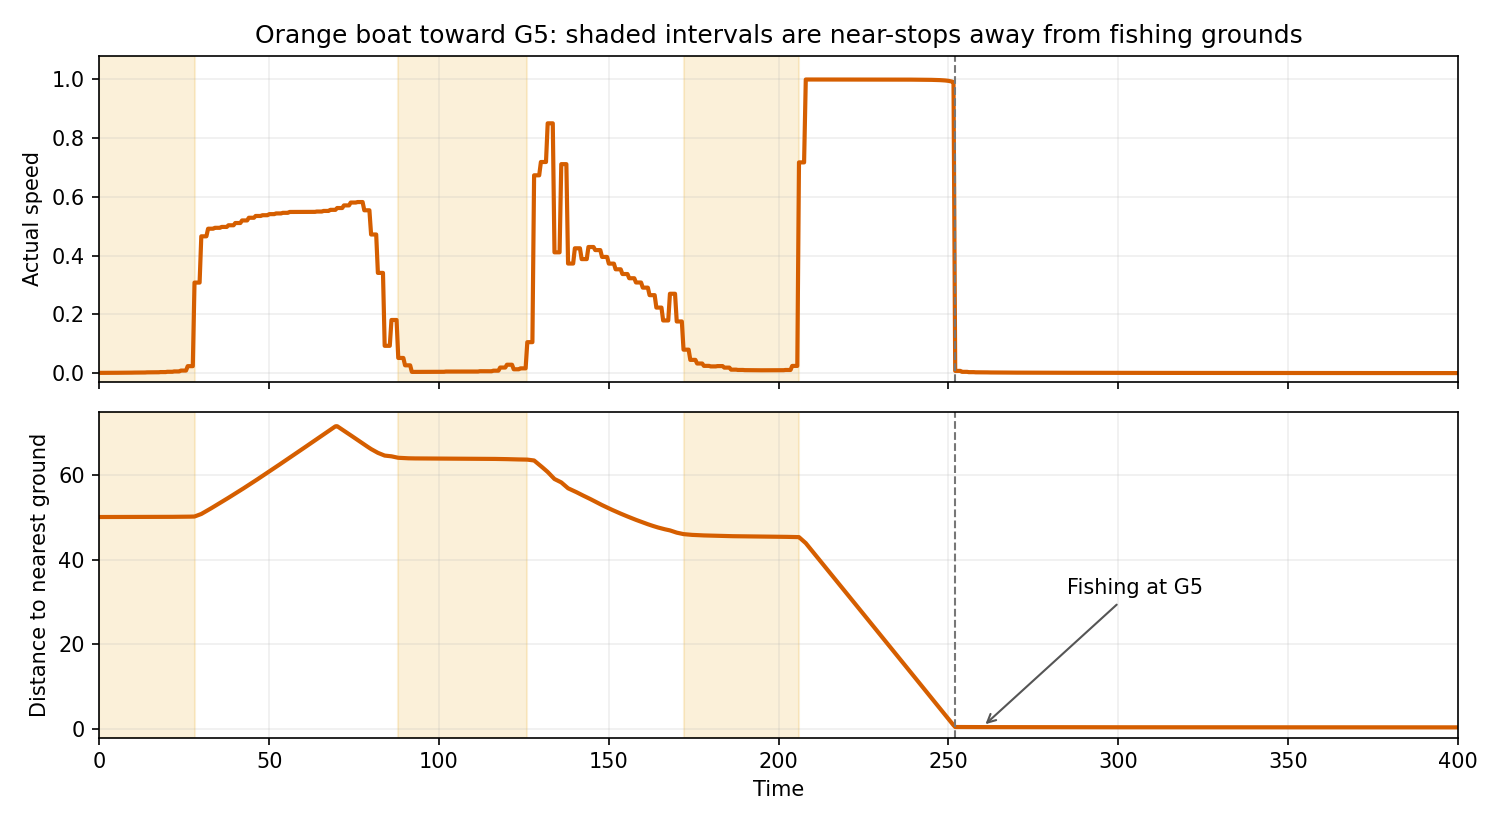 Orange boat toward G5: shaded intervals are near-stops away from fishing grounds
Actual speed
1.0
0.8
0.6
0.4
0.2
0.0
Distance to nearest ground
60
40
20
0
Fishing at G5
0 50 100 150 200 250 300 350 400
Time